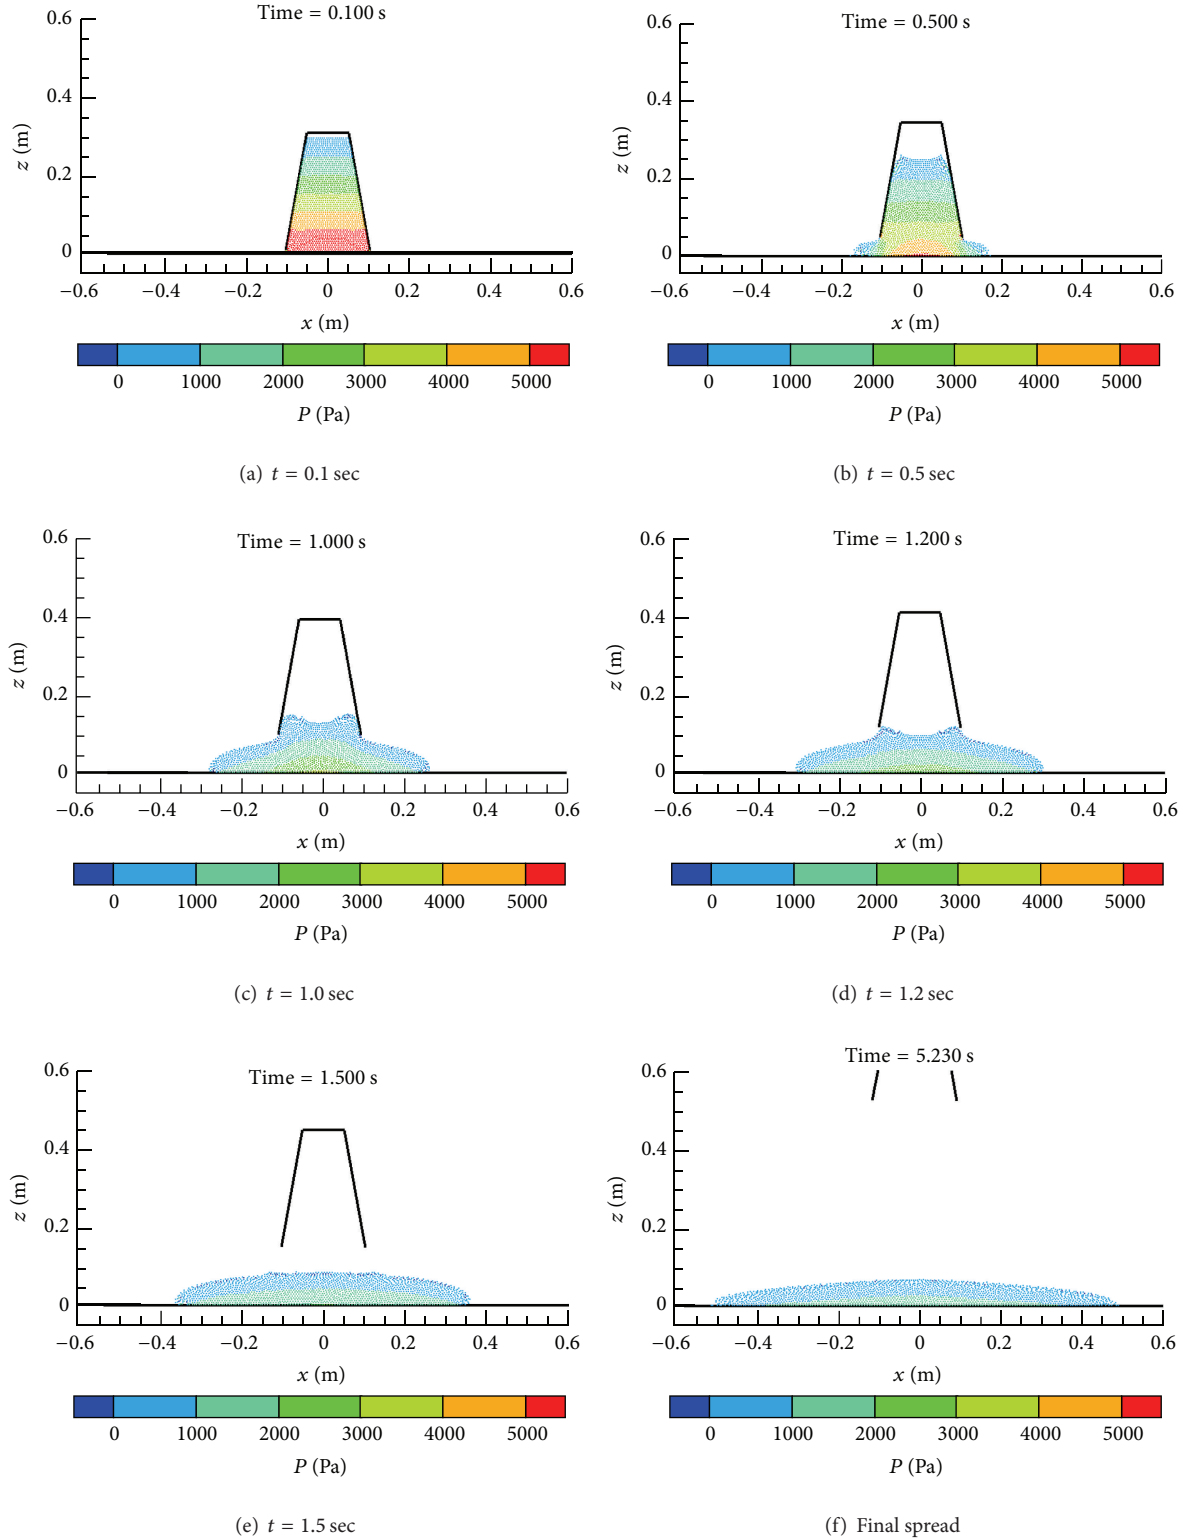 Time = 0.100 s
0.6
0.4
0.2
0
z (m)
−0.6 −0.4 −0.2 0 0.2 0.4 0.6
x (m)
0 1000 2000 3000 4000 5000
P (Pa)
(a) t = 0.1 sec
Time = 0.500 s
0.6
0.4
0.2
0
z (m)
−0.6 −0.4 −0.2 0 0.2 0.4 0.6
x (m)
0 1000 2000 3000 4000 5000
P (Pa)
(b) t = 0.5 sec
Time = 1.000 s
0.6
0.4
0.2
0
z (m)
−0.6 −0.4 −0.2 0 0.2 0.4 0.6
x (m)
0 1000 2000 3000 4000 5000
P (Pa)
(c) t = 1.0 sec
Time = 1.200 s
0.6
0.4
0.2
0
z (m)
−0.6 −0.4 −0.2 0 0.2 0.4 0.6
x (m)
0 1000 2000 3000 4000 5000
P (Pa)
(d) t = 1.2 sec
Time = 1.500 s
0.6
0.4
0.2
0
z (m)
−0.6 −0.4 −0.2 0 0.2 0.4 0.6
x (m)
0 1000 2000 3000 4000 5000
P (Pa)
(e) t = 1.5 sec
Time = 5.230 s
0.6
0.4
0.2
0
z (m)
−0.6 −0.4 −0.2 0 0.2 0.4 0.6
x (m)
0 1000 2000 3000 4000 5000
P (Pa)
(f) Final spread